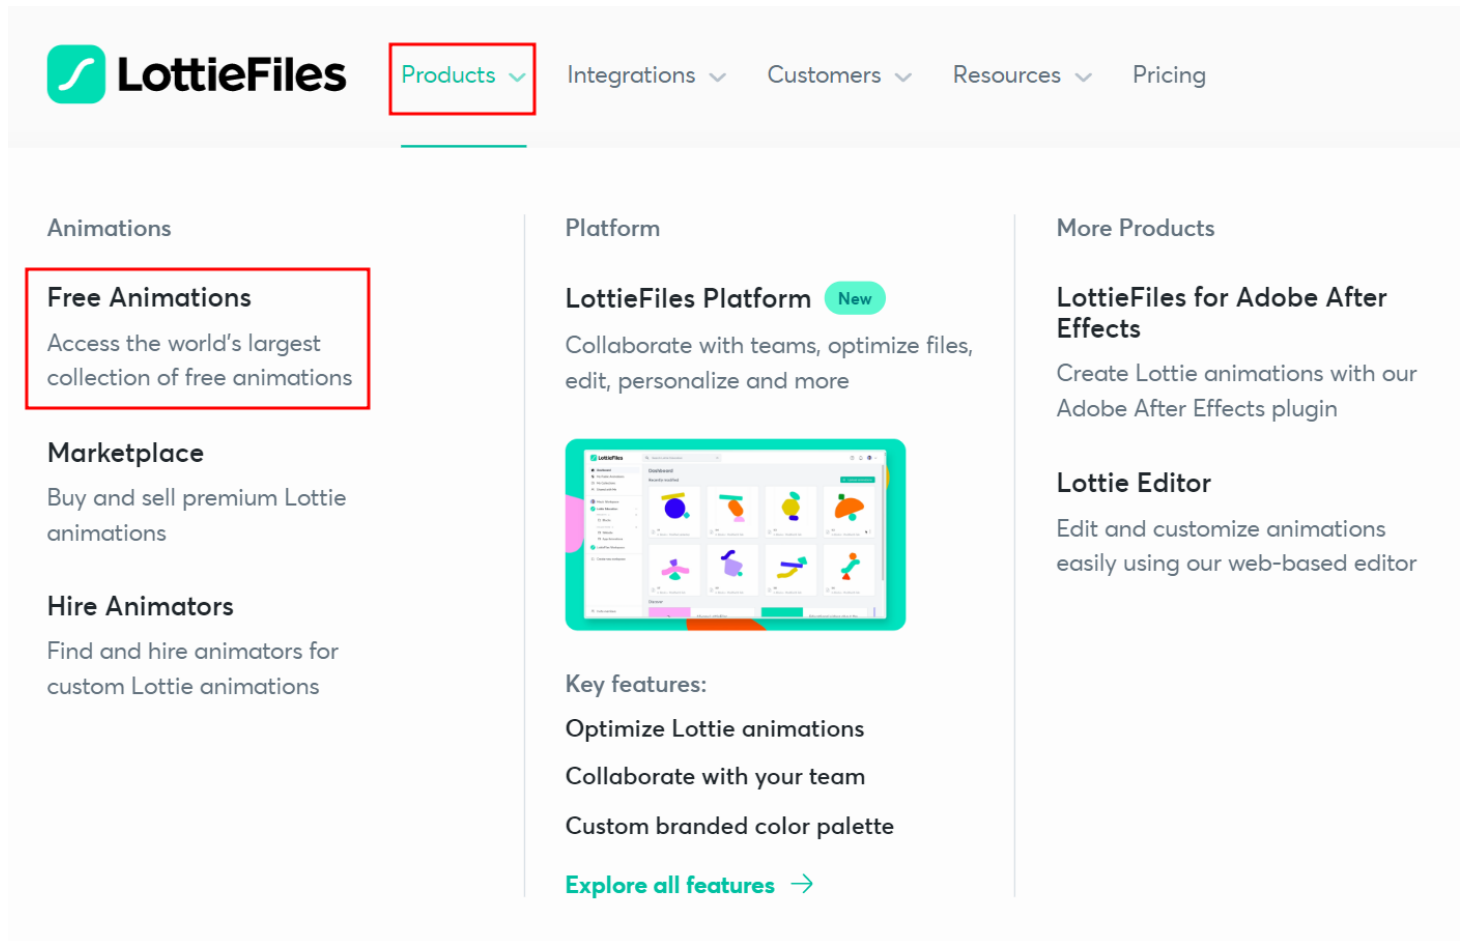 LottieFiles
Products
Integrations
Customers
Resources
Pricing
Animations
Free Animations
Access the world's largest
collection of free animations
Marketplace
Buy and sell premium Lottie
animations
Hire Animators
Find and hire animators for
custom Lottie animations
Platform
LottieFiles Platform New
Collaborate with teams, optimize files,
edit, personalize and more
LottieFiles
Dashboard
Key features:
Optimize Lottie animations
Collaborate with your team
Custom branded color palette
Explore all features →
More Products
LottieFiles for Adobe After
Effects
Create Lottie animations with our
Adobe After Effects plugin
Lottie Editor
Edit and customize animations
easily using our web-based editor